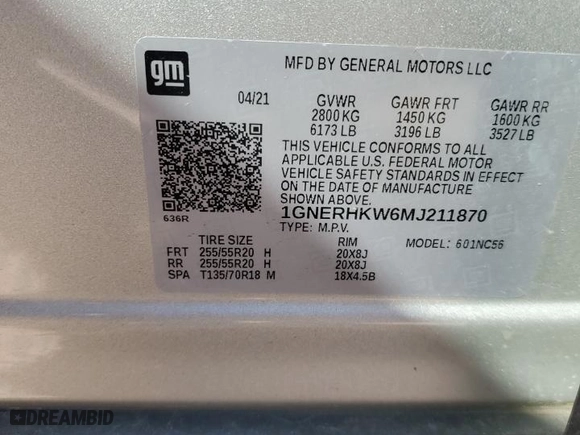 gm
MFD BY GENERAL MOTORS LLC
04/21 GVWR GAWR FRT GAWR RR
2800 KG 1450 KG 1600 KG
6173 LB 3196 LB 3527 LB
THIS VEHICLE CONFORMS TO ALL
APPLICABLE U.S. FEDERAL MOTOR
VEHICLE SAFETY STANDARDS IN EFFECT
ON THE DATE OF MANUFACTURE
SHOWN ABOVE.
636R
1GNERHKW6MJ211870
TYPE: M.P.V. MODEL: 601NC56
TIRE SIZE RIM
FRT 255/55R20 H 20X8J
RR 255/55R20 H 20X8J
SPA T135/70R18 M 18X4.5B
DREAMBID